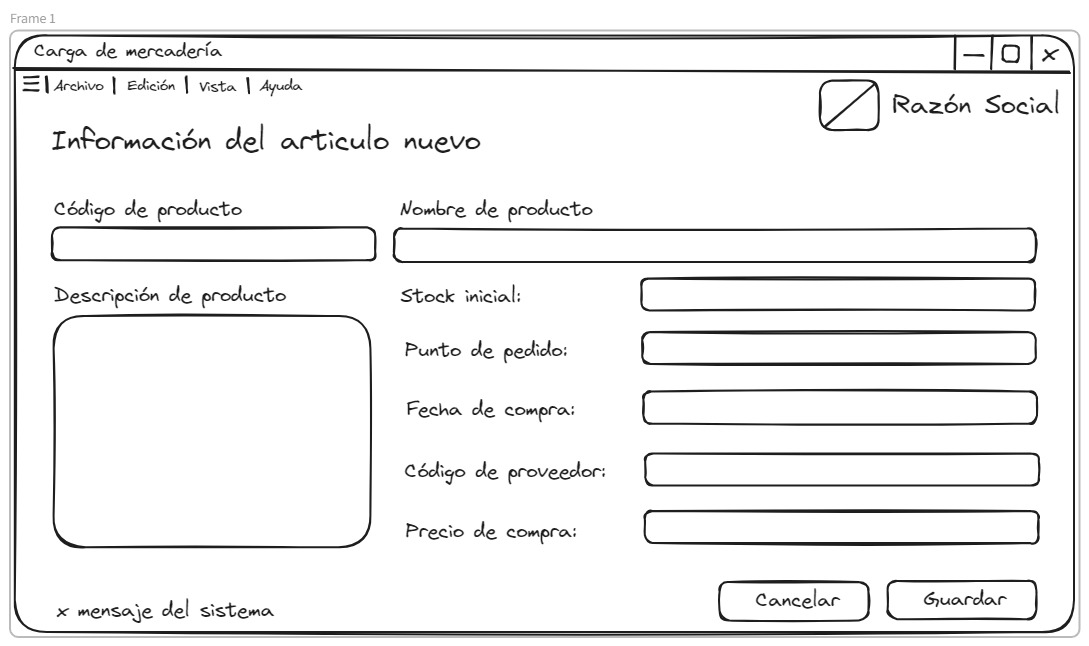 Frame 1
Carga de mercadería
Archivo | Edición | Vista | Ayuda
Razón Social
Información del articulo nuevo
Código de producto
Nombre de producto
Descripción de producto
Stock inicial:
Punto de pedido:
Fecha de compra:
Código de proveedor:
Precio de compra:
x mensaje del sistema
Cancelar
Guardar